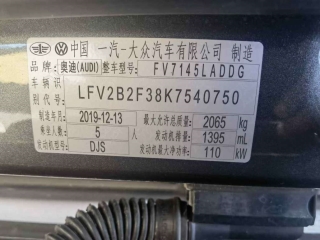 中国 一汽-大众汽车有限公司 制造
品牌:奥迪(AUDI) 整车型号: FV7145LADDG
车辆识别代号: LFV2B2F38K7540750
制造年月: 2019-12-13 最大允许总质量: 2065 kg
乘坐人数: 5 人 发动机排量: 1395 mL
发动机型号: DJS 发动机最大净功率: 110 kW